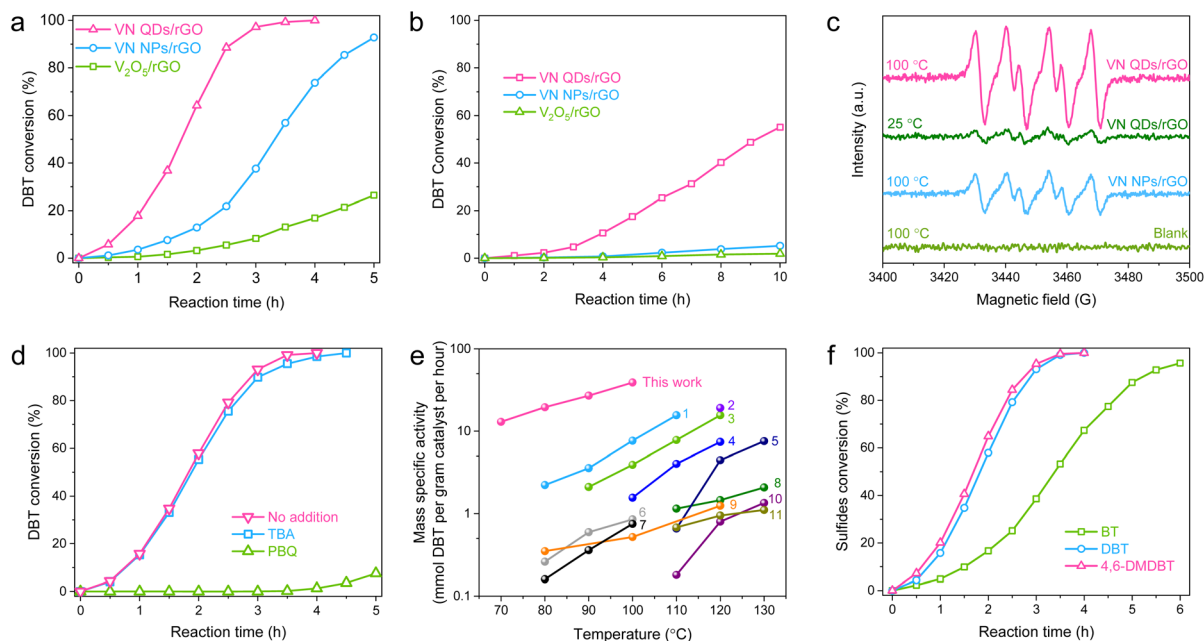 a
DBT conversion (%)
100
80
60
40
20
0
VN QDs/rGO
VN NPs/rGO
V₂O₅/rGO
0 1 2 3 4 5
Reaction time (h)
b
DBT Conversion (%)
100
80
60
40
20
0
VN QDs/rGO
VN NPs/rGO
V₂O₅/rGO
0 2 4 6 8 10
Reaction time (h)
c
Intensity (a.u.)
100 °C VN QDs/rGO
25 °C VN QDs/rGO
100 °C VN NPs/rGO
100 °C Blank
3400 3420 3440 3460 3480 3500
Magnetic field (G)
d
DBT conversion (%)
100
80
60
40
20
0
No addition
TBA
PBQ
0 1 2 3 4 5
Reaction time (h)
e
Mass specific activity
(mmol DBT per gram catalyst per hour)
100
10
1
0.1
This work
1
2
3
4
5
6
7
8
9
10
11
70 80 90 100 110 120 130
Temperature (°C)
f
Sulfides conversion (%)
100
80
60
40
20
0
BT
DBT
4,6-DMDBT
0 1 2 3 4 5 6
Reaction time (h)